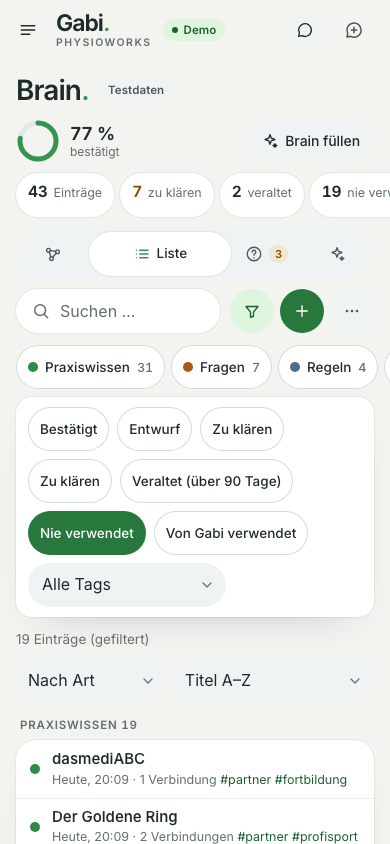 Gabi.
PHYSIOWORKS
Demo
Brain.
Testdaten
77 %
bestätigt
Brain füllen
43 Einträge
7 zu klären
2 veraltet
19 nie verw
Liste
3
Suchen ...
Praxiswissen 31
Fragen 7
Regeln 4
Bestätigt
Entwurf
Zu klären
Zu klären
Veraltet (über 90 Tage)
Nie verwendet
Von Gabi verwendet
Alle Tags
19 Einträge (gefiltert)
Nach Art
Titel A–Z
PRAXISWISSEN 19
dasmediABC
Heute, 20:09 · 1 Verbindung #partner #fortbildung
Der Goldene Ring
Heute, 20:09 · 2 Verbindungen #partner #profisport